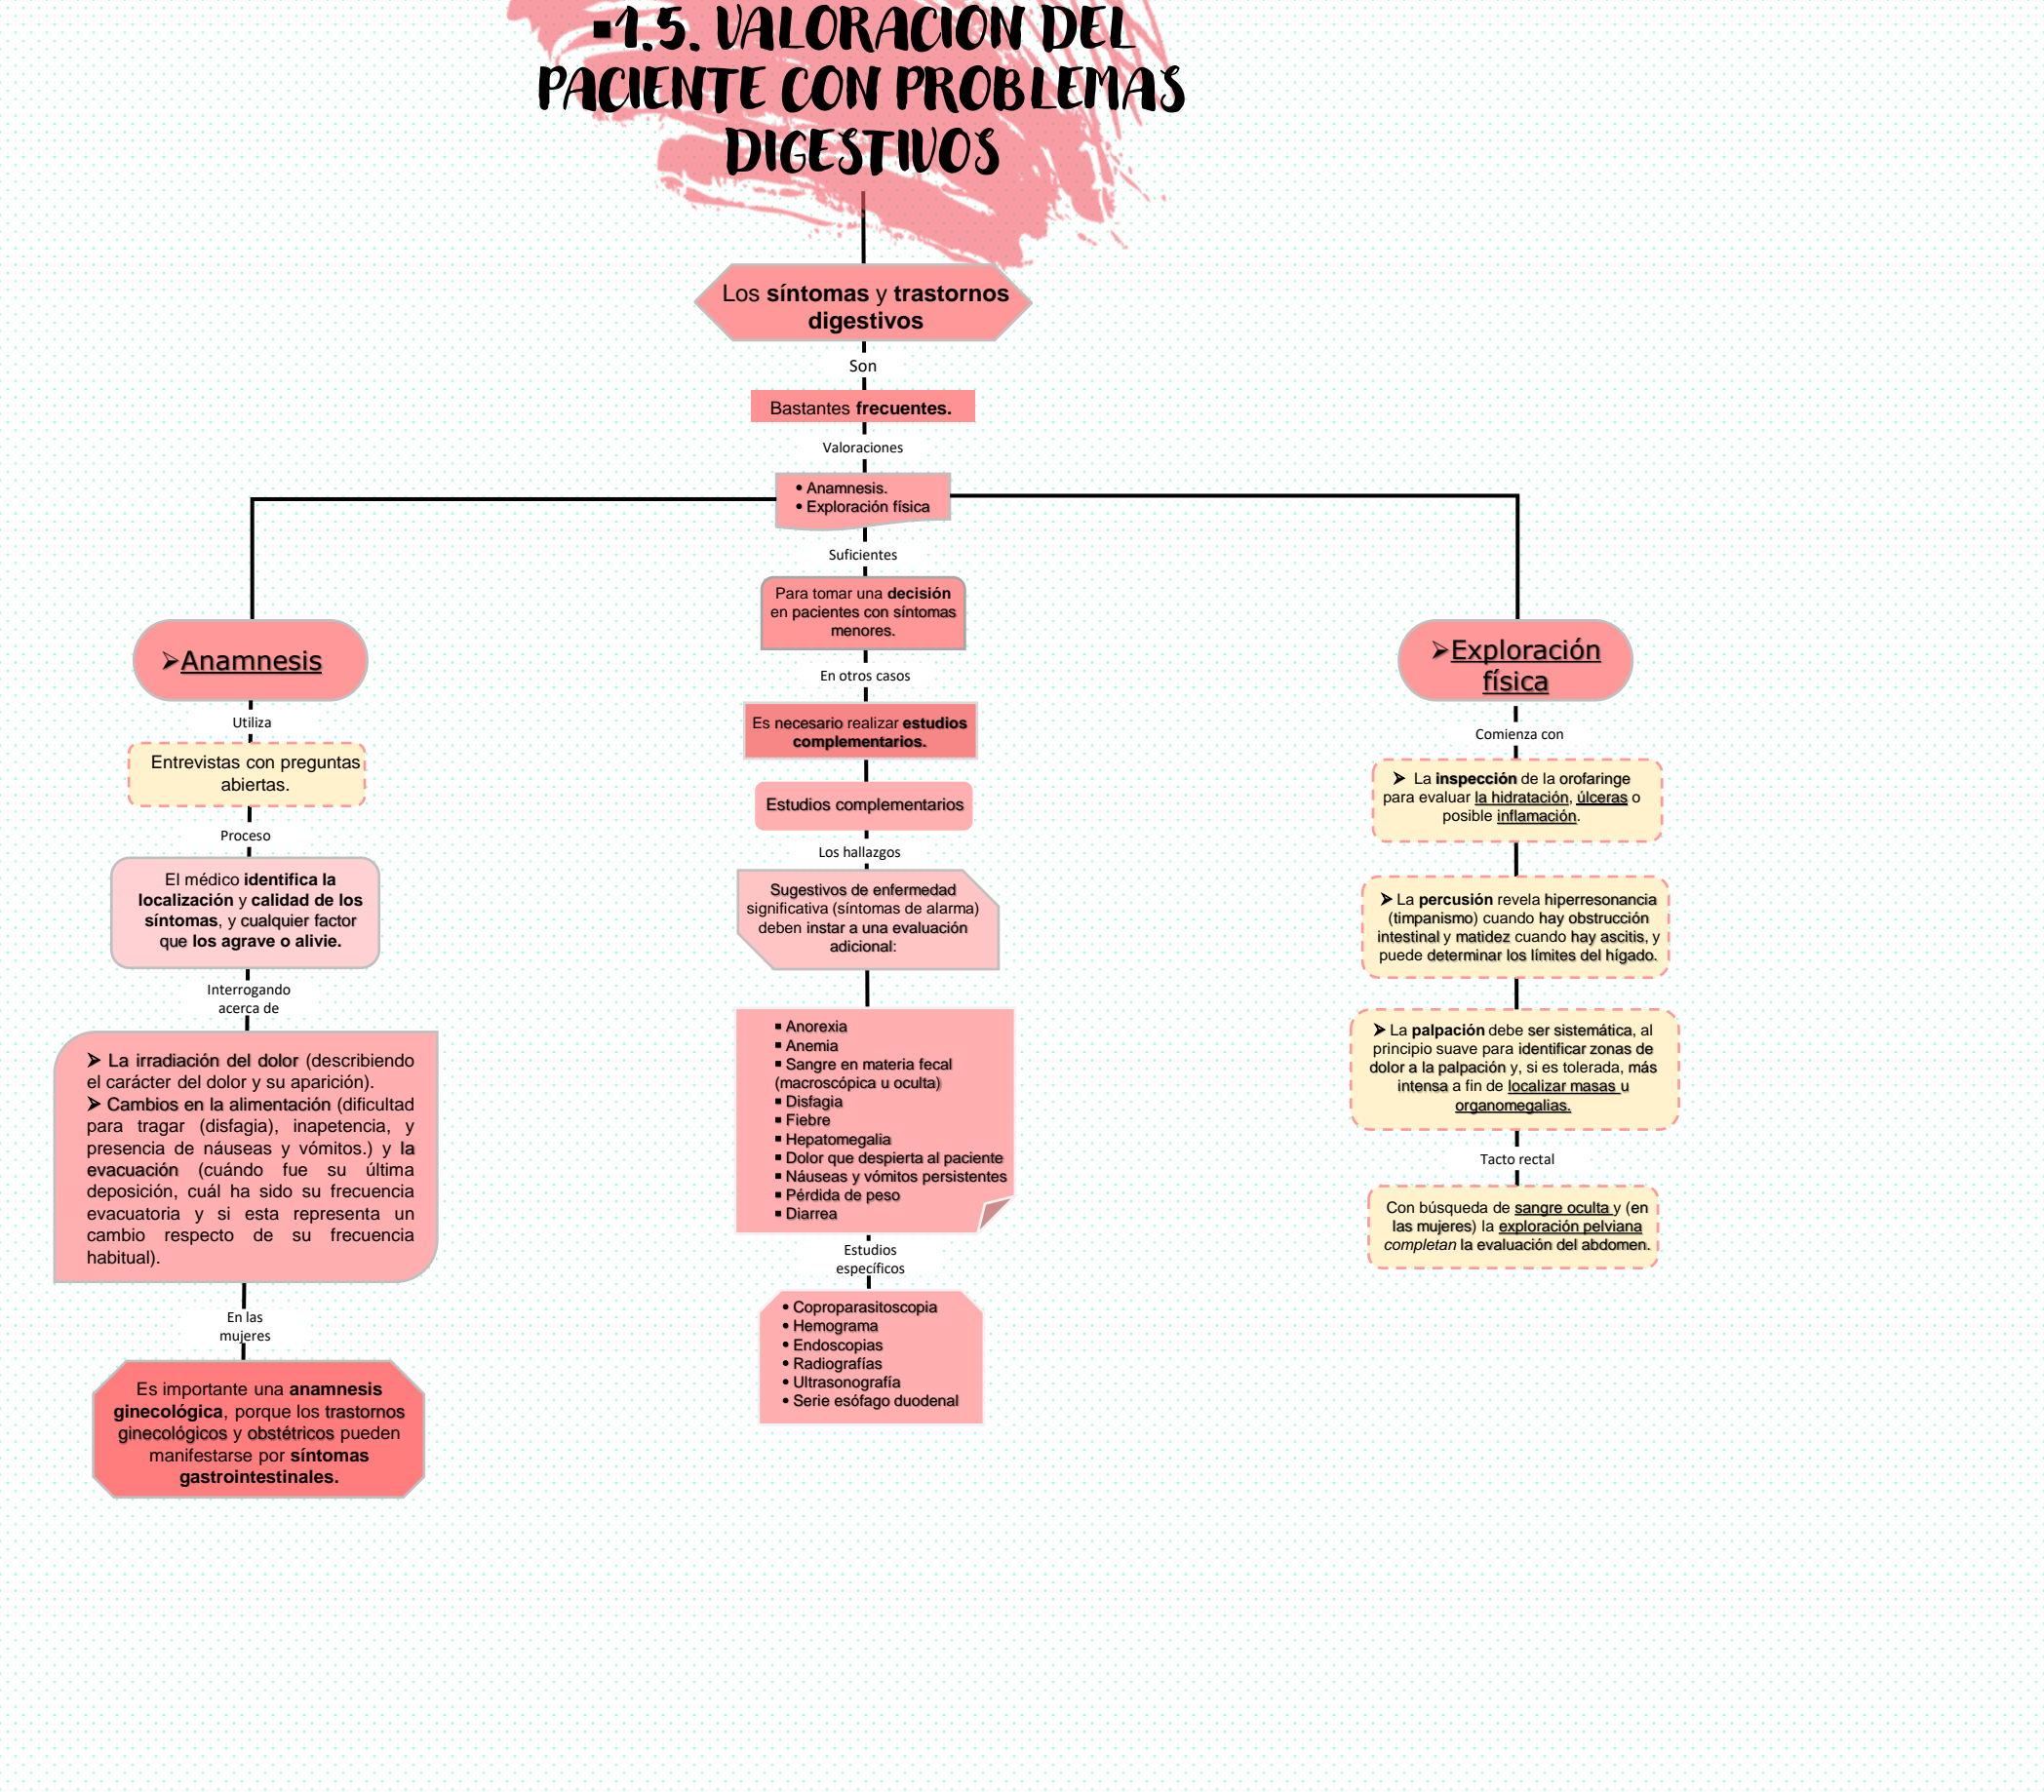 ▪1.5. VALORACION DEL
PACIENTE CON PROBLEMAS
DIGESTIVOS
Los síntomas y trastornos
digestivos
Son
Bastantes frecuentes.
Valoraciones
• Anamnesis.
• Exploración física
Suficientes
Para tomar una decisión
en pacientes con síntomas
menores.
En otros casos
Es necesario realizar estudios
complementarios.
Estudios complementarios
Los hallazgos
Sugestivos de enfermedad
significativa (síntomas de alarma)
deben instar a una evaluación
adicional:
▪ Anorexia
▪ Anemia
▪ Sangre en materia fecal
(macroscópica u oculta)
▪ Disfagia
▪ Fiebre
▪ Hepatomegalia
▪ Dolor que despierta al paciente
▪ Náuseas y vómitos persistentes
▪ Pérdida de peso
▪ Diarrea
Estudios
específicos
• Coproparasitoscopia
• Hemograma
• Endoscopias
• Radiografías
• Ultrasonografía
• Serie esófago duodenal
➢Anamnesis
Utiliza
Entrevistas con preguntas
abiertas.
Proceso
El médico identifica la
localización y calidad de los
síntomas, y cualquier factor
que los agrave o alivie.
Interrogando
acerca de
➢ La irradiación del dolor (describiendo
el carácter del dolor y su aparición).
➢ Cambios en la alimentación (dificultad
para tragar (disfagia), inapetencia, y
presencia de náuseas y vómitos.) y la
evacuación (cuándo fue su última
deposición, cuál ha sido su frecuencia
evacuatoria y si esta representa un
cambio respecto de su frecuencia
habitual).
En las
mujeres
Es importante una anamnesis
ginecológica, porque los trastornos
ginecológicos y obstétricos pueden
manifestarse por síntomas
gastrointestinales.
➢Exploración
física
Comienza con
➢ La inspección de la orofaringe
para evaluar la hidratación, úlceras o
posible inflamación.
➢ La percusión revela hiperresonancia
(timpanismo) cuando hay obstrucción
intestinal y matidez cuando hay ascitis, y
puede determinar los límites del hígado.
➢ La palpación debe ser sistemática, al
principio suave para identificar zonas de
dolor a la palpación y, si es tolerada, más
intensa a fin de localizar masas u
organomegalias.
Tacto rectal
Con búsqueda de sangre oculta y (en
las mujeres) la exploración pelviana
completan la evaluación del abdomen.